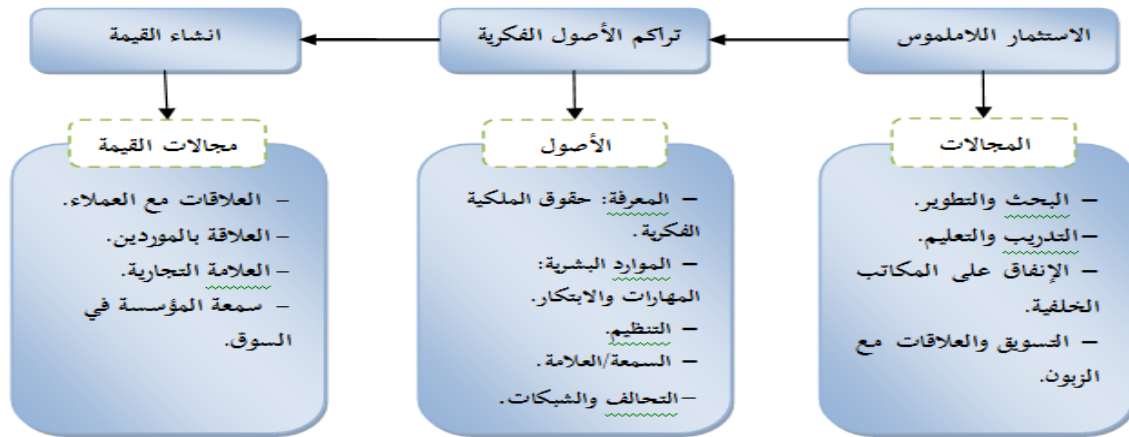 الاستثمار اللاملموس
تراكم الأصول الفكرية
انشاء القيمة
المجالات
– البحث والتطوير.
–التدريب والتعليم.
– الإنفاق على المكاتب
الخلفية.
– التسويق والعلاقات مع
الزبون.
الأصول
– المعرفة: حقوق الملكية
الفكرية.
– الموارد البشرية:
المهارات والابتكار.
– التنظيم.
– السمعة/العلامة.
–التحالف والشبكات.
مجالات القيمة
– العلاقات مع العملاء.
– العلاقة بالموردين.
– العلامة التجارية.
– سمعة المؤسسة في
السوق.